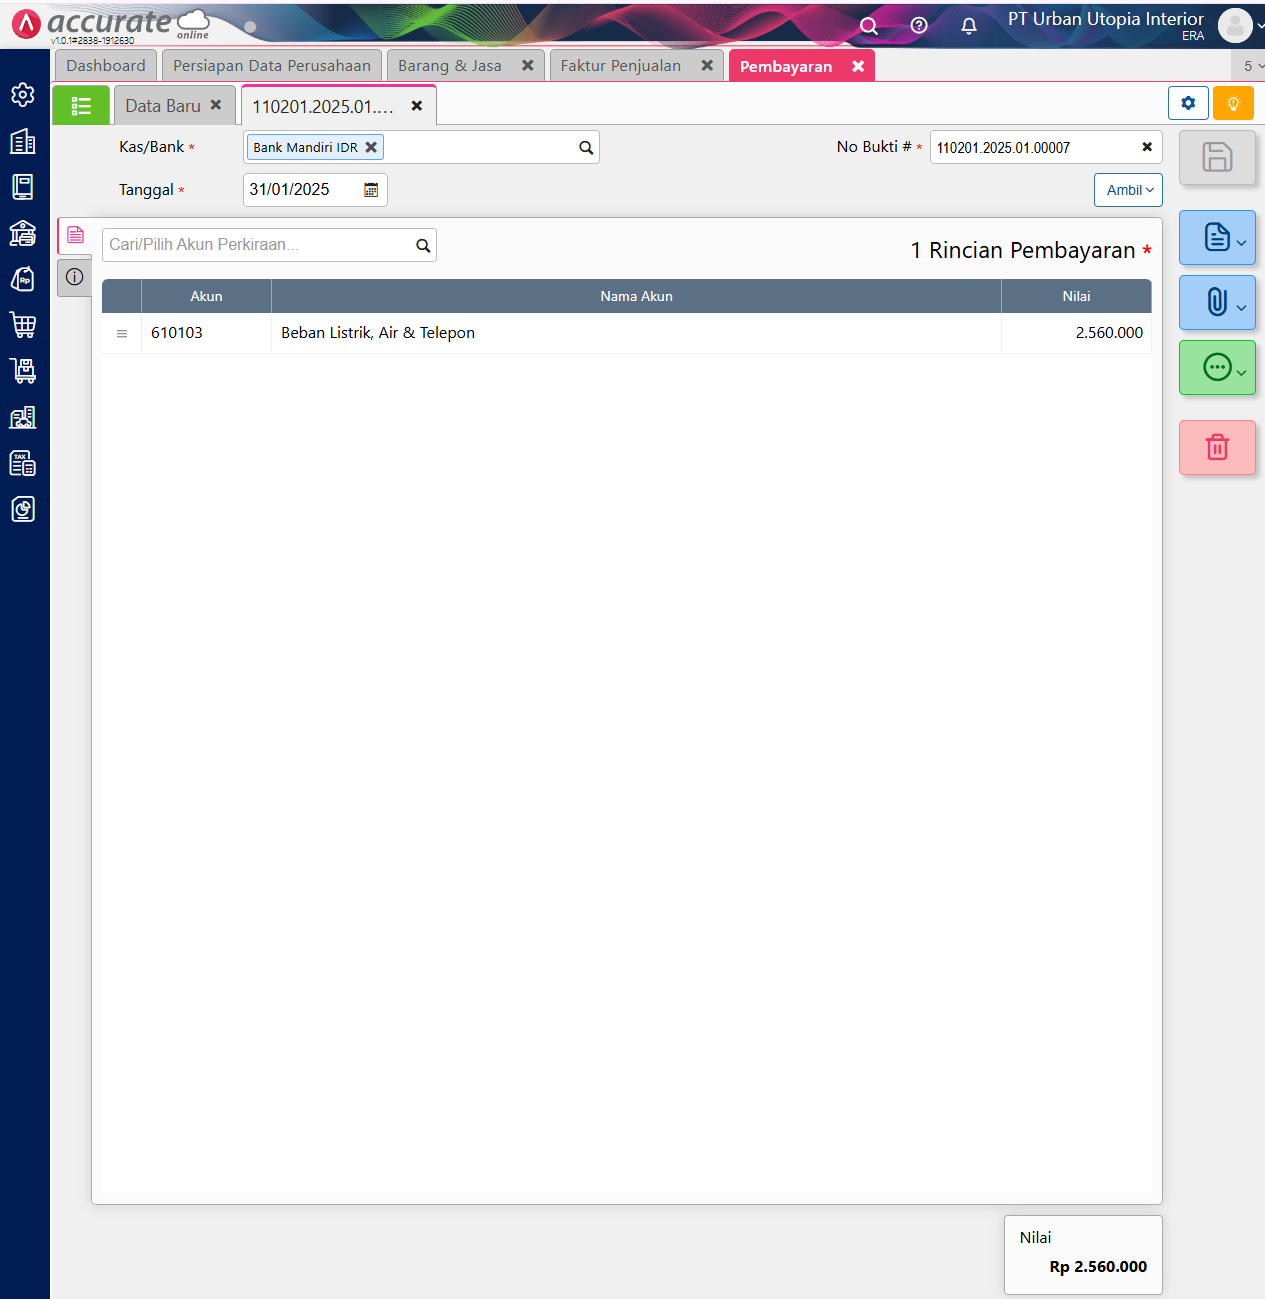 accurate
online
v1.0.1#2838-1912630
PT Urban Utopia Interior
ERA
Dashboard
Persiapan Data Perusahaan
Barang & Jasa
Faktur Penjualan
Pembayaran
5
Data Baru
110201.2025.01....
Kas/Bank *
Bank Mandiri IDR
No Bukti # *
110201.2025.01.00007
Tanggal *
31/01/2025
Ambil
Cari/Pilih Akun Perkiraan...
1 Rincian Pembayaran *
Akun
Nama Akun
Nilai
610103
Beban Listrik, Air & Telepon
2.560.000
Nilai
Rp 2.560.000
Rp
TAX